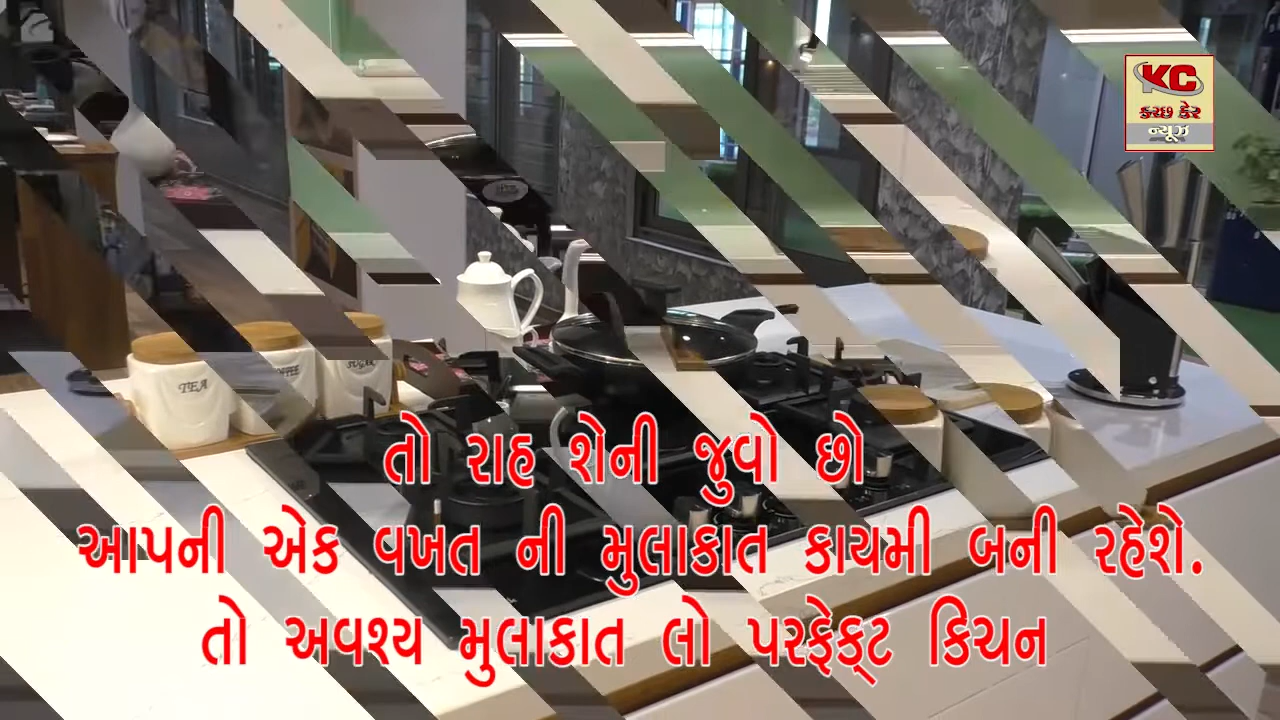 KC
કચ્છ કેર
ન્યૂઝ
TEA
COFFEE
SUGAR
તો રાહ શેની જુવો છો
આપની એક વખત ની મુલાકાત કાયમી બની રહેશે.
તો અવશ્ય મુલાકાત લો પરફેક્ટ કિચન